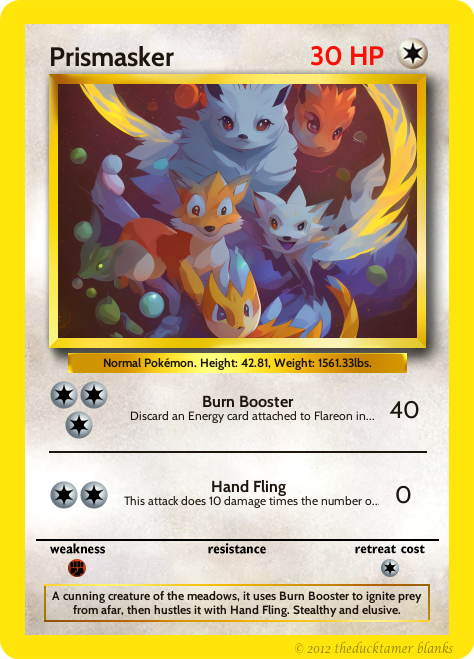 Prismasker 30 HP
Normal Pokémon. Height: 42.81, Weight: 1561.33lbs.
Burn Booster
Discard an Energy card attached to Flareon in...
40
Hand Fling
This attack does 10 damage times the number o...
0
weakness resistance retreat cost
A cunning creature of the meadows, it uses Burn Booster to ignite prey
from afar, then hustles it with Hand Fling. Stealthy and elusive.
© 2012 theducktamer blanks